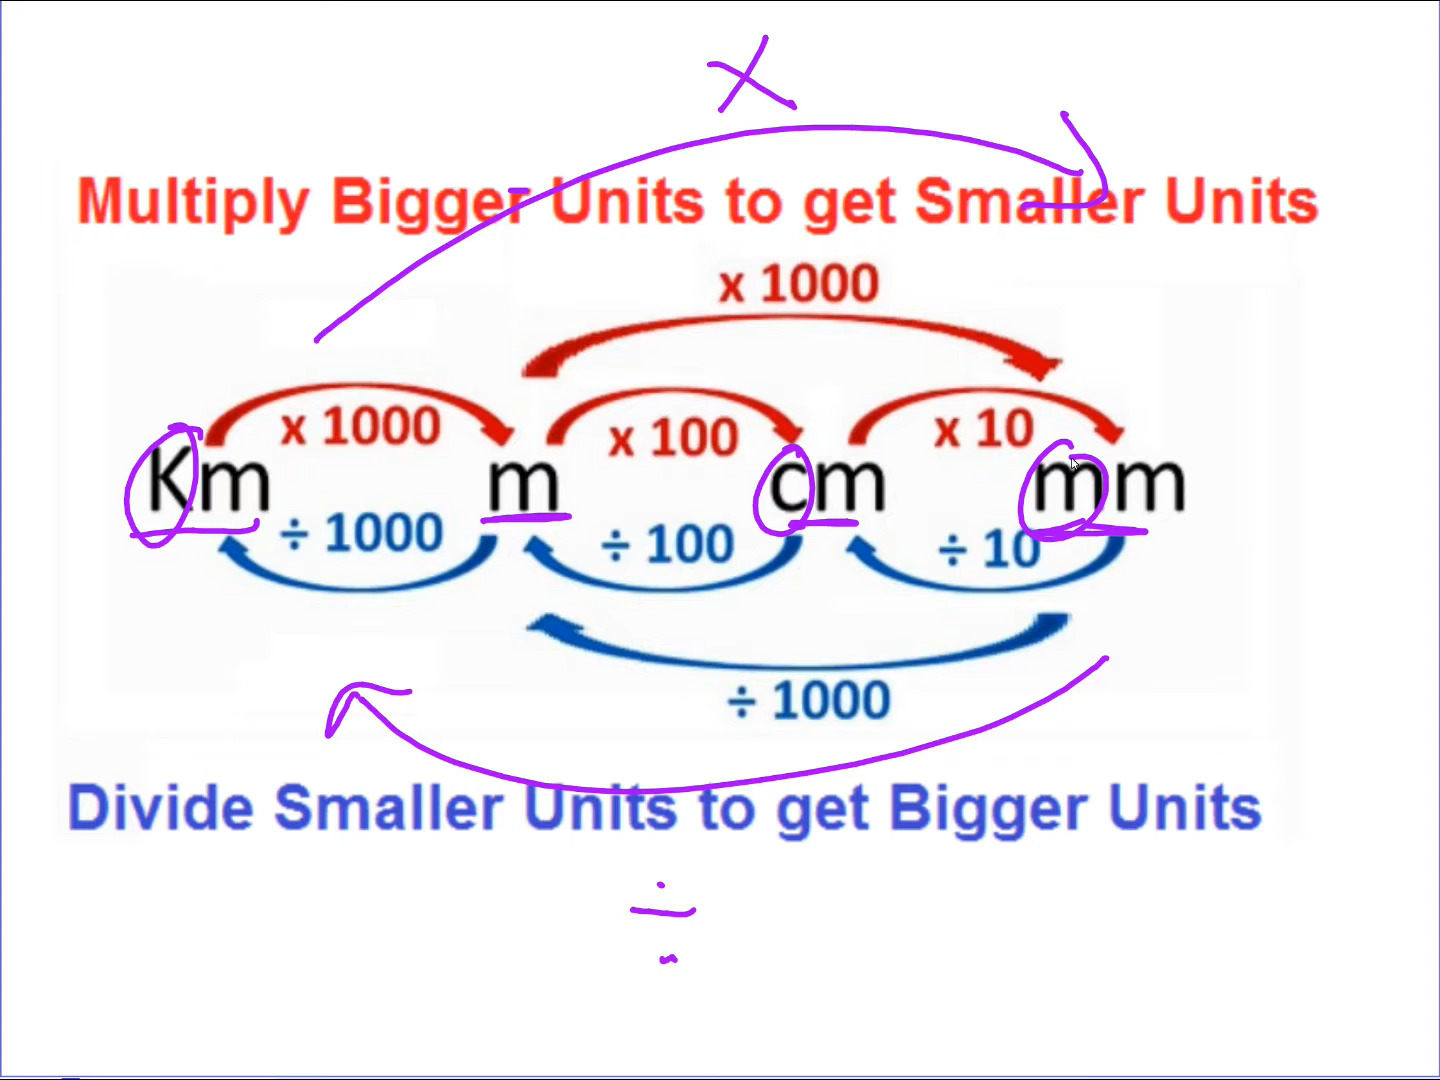 X
Multiply Bigger Units to get Smaller Units
x 1000
x 1000 x 100 x 10
Km m cm mm
÷ 1000 ÷ 100 ÷ 10
÷ 1000
Divide Smaller Units to get Bigger Units
÷